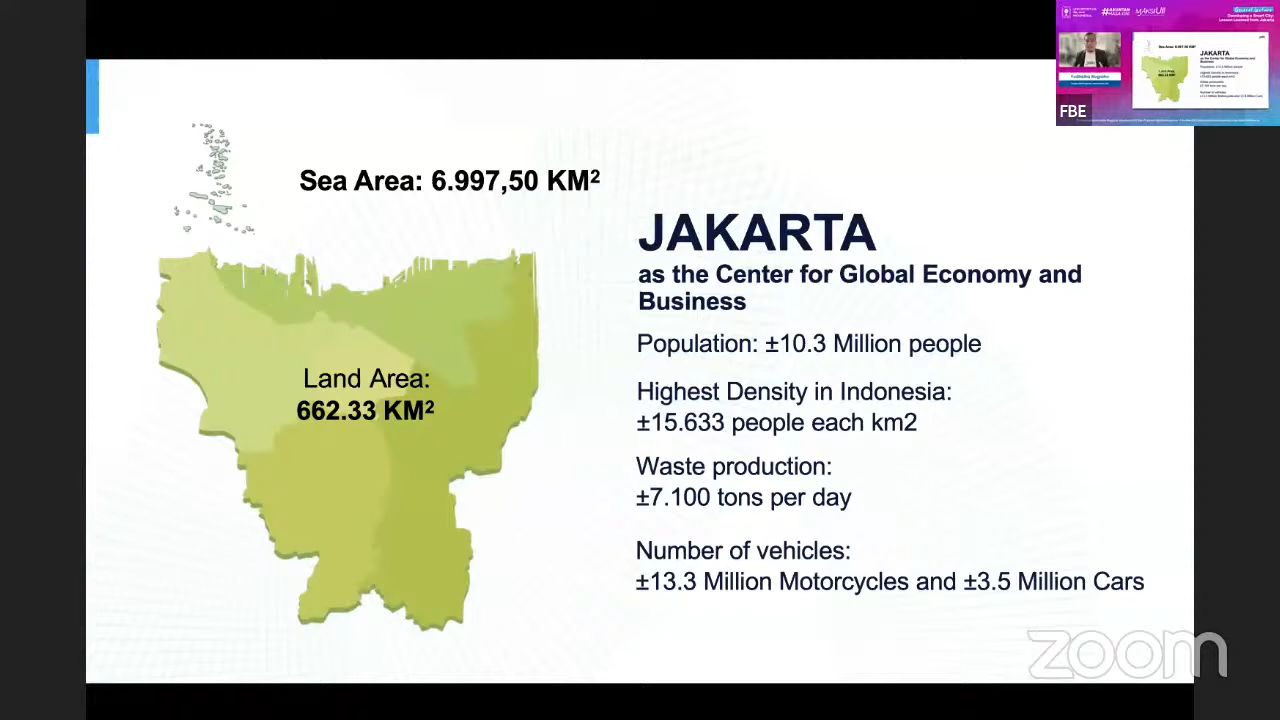 Sea Area: 6.997,50 KM²
JAKARTA
as the Center for Global Economy and
Business
Population: ±10.3 Million people
Land Area:
662.33 KM²
Highest Density in Indonesia:
±15.633 people each km2
Waste production:
±7.100 tons per day
Number of vehicles:
±13.3 Million Motorcycles and ±3.5 Million Cars
zoom
FBE